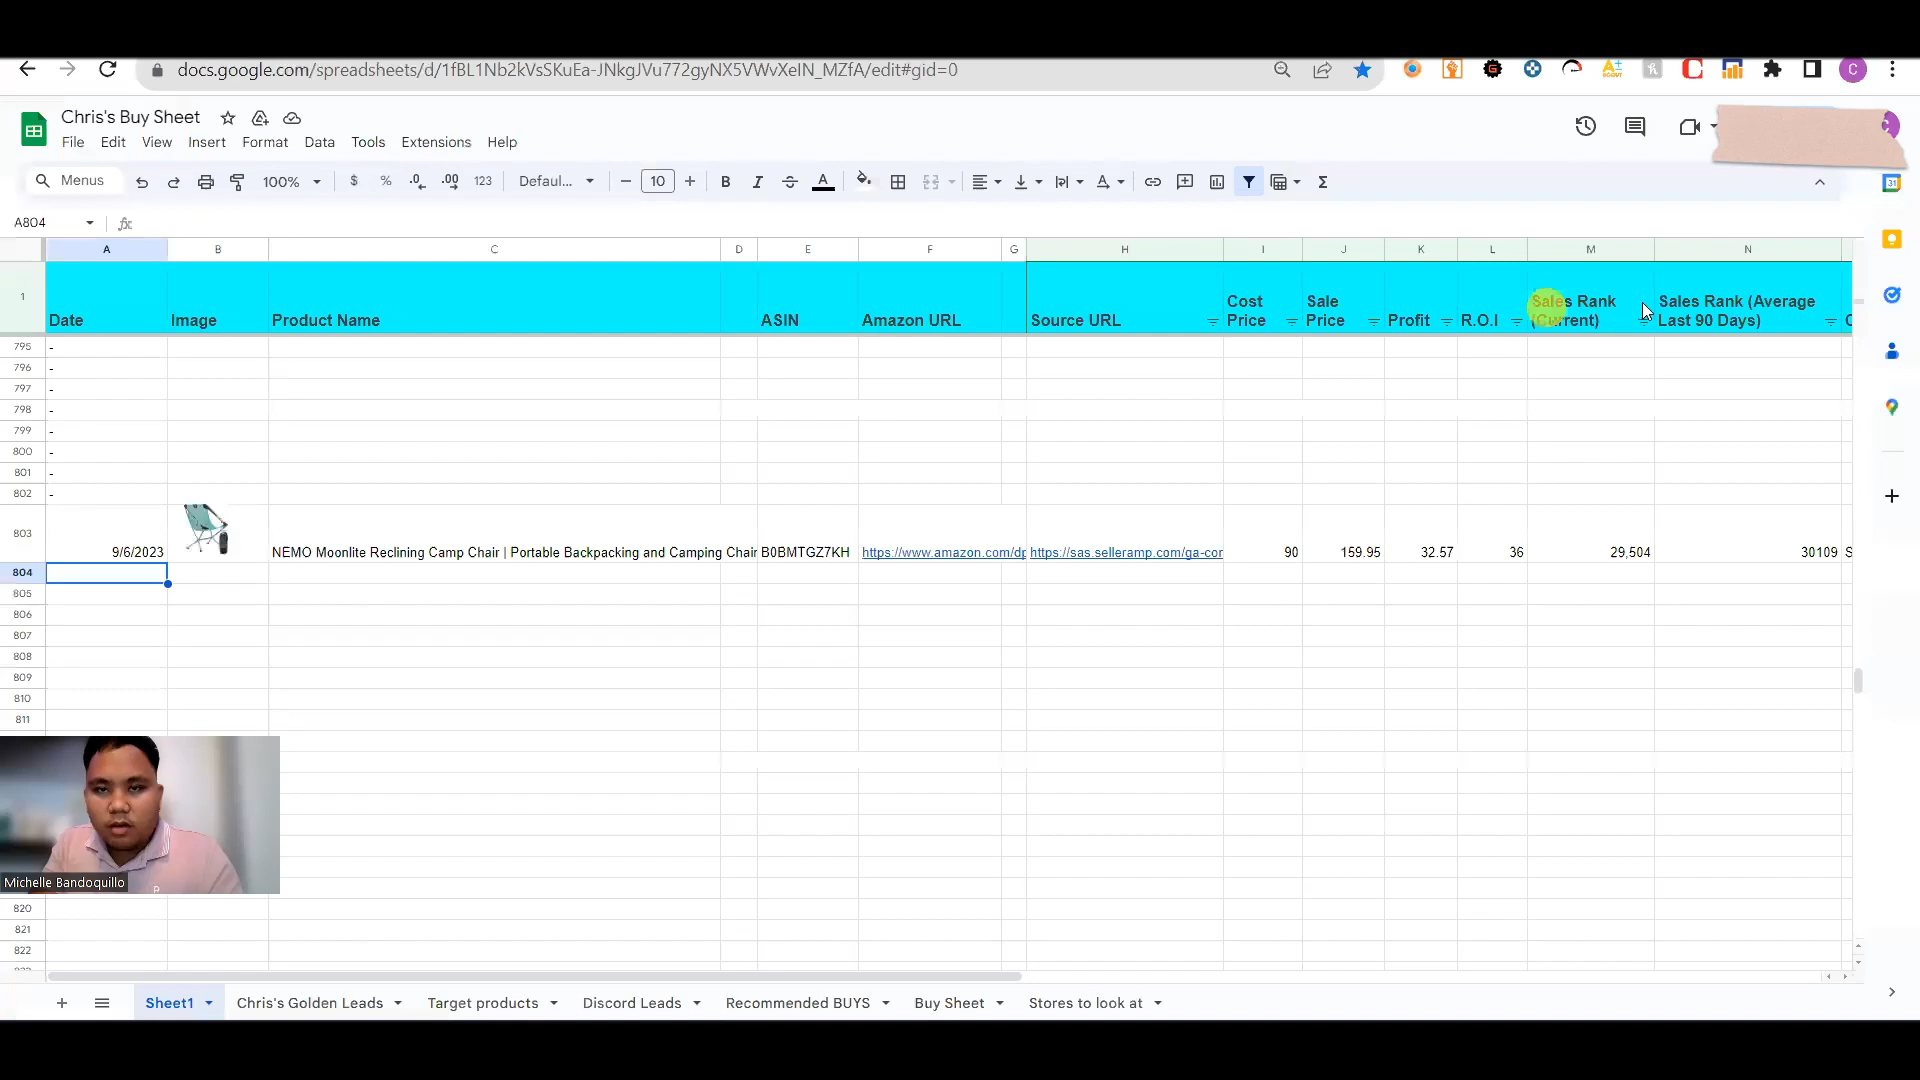 docs.google.com/spreadsheets/d/1fBL1Nb2kVsSKuEa-JNkgJVu772gyNX5VWvXeIN_MZfA/edit#gid=0
Chris's Buy Sheet
File Edit View Insert Format Data Tools Extensions Help
Menus 100% $ % .0 .00 123 Defaul... 10 B I A
A804 fx
A B C D E F G H I J K L M N
1 Date Image Product Name ASIN Amazon URL Source URL Cost Price Sale Price Profit R.O.I Sales Rank (Current) Sales Rank (Average Last 90 Days)
795 -
796 -
797 -
798 -
799 -
800 -
801 -
802 -
803 9/6/2023 NEMO Moonlite Reclining Camp Chair | Portable Backpacking and Camping Chair B0BMTGZ7KH https://www.amazon.com/dp https://sas.selleramp.com/ga-cor 90 159.95 32.57 36 29,504 30109 S
804
805
806
807
808
809
810
811
Michelle Bandoquillo
820
821
822
Sheet1 Chris's Golden Leads Target products Discord Leads Recommended BUYS Buy Sheet Stores to look at